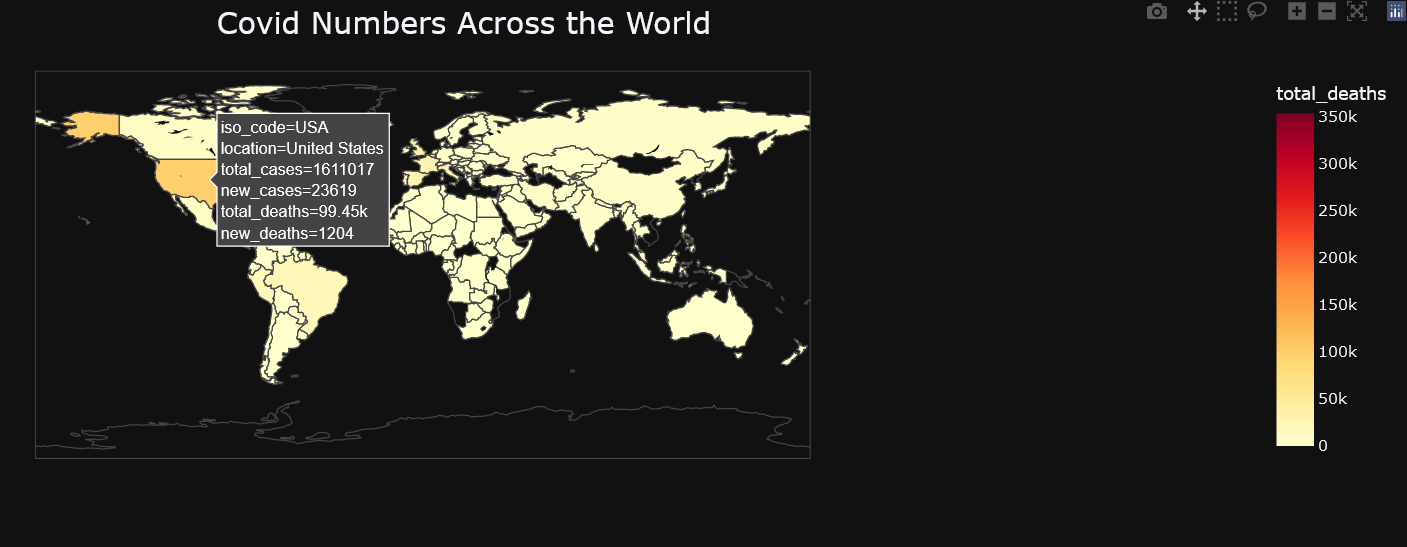 Covid Numbers Across the World
iso_code=USA
location=United States
total_cases=1611017
new_cases=23619
total_deaths=99.45k
new_deaths=1204
total_deaths
350k
300k
250k
200k
150k
100k
50k
0